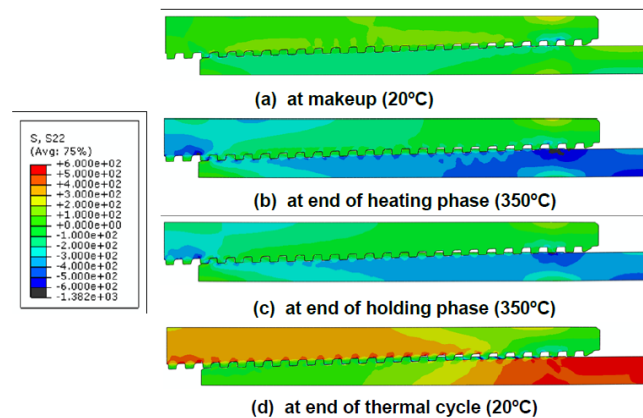 (a) at makeup (20ºC)
S, S22
(Avg: 75%)
+6.000e+02
+5.000e+02
+4.000e+02
+3.000e+02
+2.000e+02
+1.000e+02
+0.000e+00
-1.000e+02
-2.000e+02
-3.000e+02
-4.000e+02
-5.000e+02
-6.000e+02
-1.382e+03
(b) at end of heating phase (350ºC)
(c) at end of holding phase (350ºC)
(d) at end of thermal cycle (20ºC)